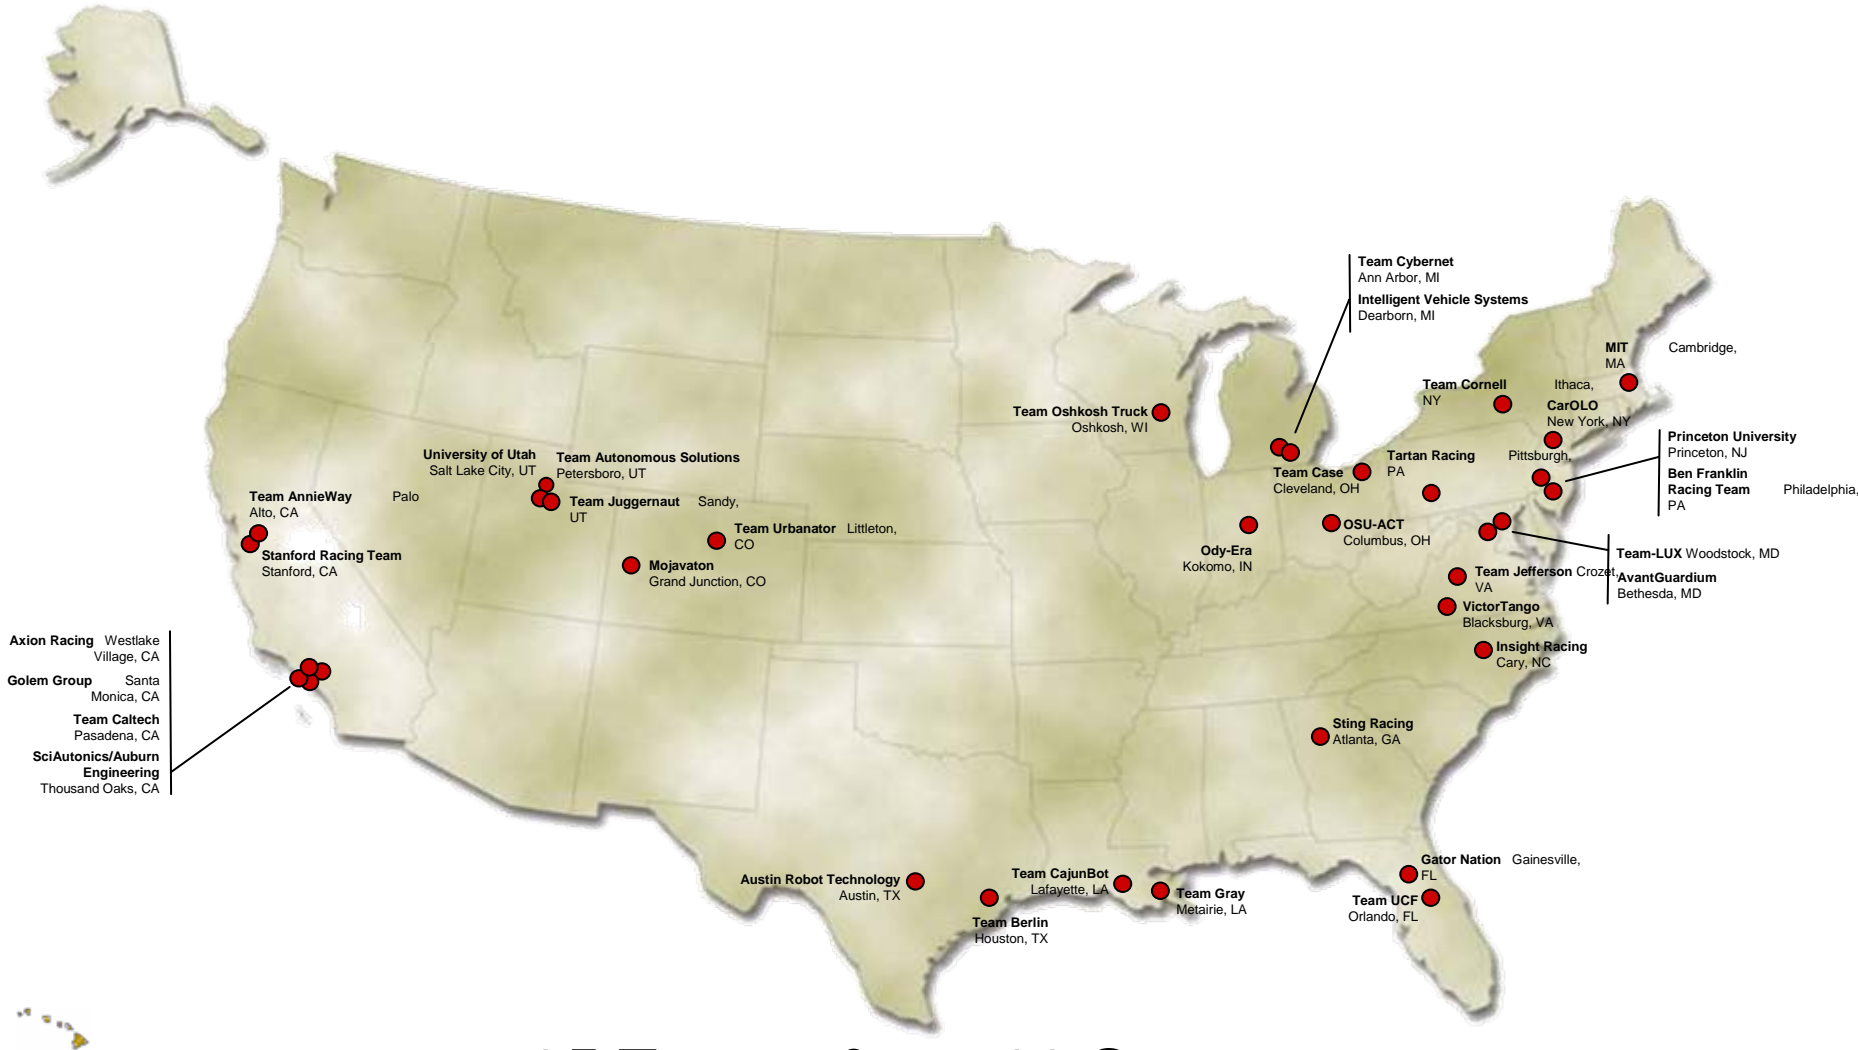 Team Cybernet
Ann Arbor, MI
Intelligent Vehicle Systems
Dearborn, MI
MIT Cambridge,
MA
Team Cornell Ithaca,
NY
CarOLO
New York, NY
Team Oshkosh Truck
Oshkosh, WI
Princeton University
Princeton, NJ
Ben Franklin
Racing Team Philadelphia,
PA
Tartan Racing Pittsburgh,
PA
Team Case
Cleveland, OH
University of Utah
Salt Lake City, UT
Team Autonomous Solutions
Petersboro, UT
Team Juggernaut Sandy,
UT
Team AnnieWay Palo
Alto, CA
Stanford Racing Team
Stanford, CA
Team Urbanator Littleton,
CO
Mojavaton
Grand Junction, CO
OSU-ACT
Columbus, OH
Ody-Era
Kokomo, IN
Team-LUX Woodstock, MD
AvantGuardium
Bethesda, MD
Team Jefferson Crozet,
VA
VictorTango
Blacksburg, VA
Insight Racing
Cary, NC
Axion Racing Westlake
Village, CA
Golem Group Santa
Monica, CA
Team Caltech
Pasadena, CA
SciAutonics/Auburn
Engineering
Thousand Oaks, CA
Sting Racing
Atlanta, GA
Austin Robot Technology
Austin, TX
Team Berlin
Houston, TX
Team CajunBot
Lafayette, LA
Team Gray
Metairie, LA
Gator Nation Gainesville,
FL
Team UCF
Orlando, FL